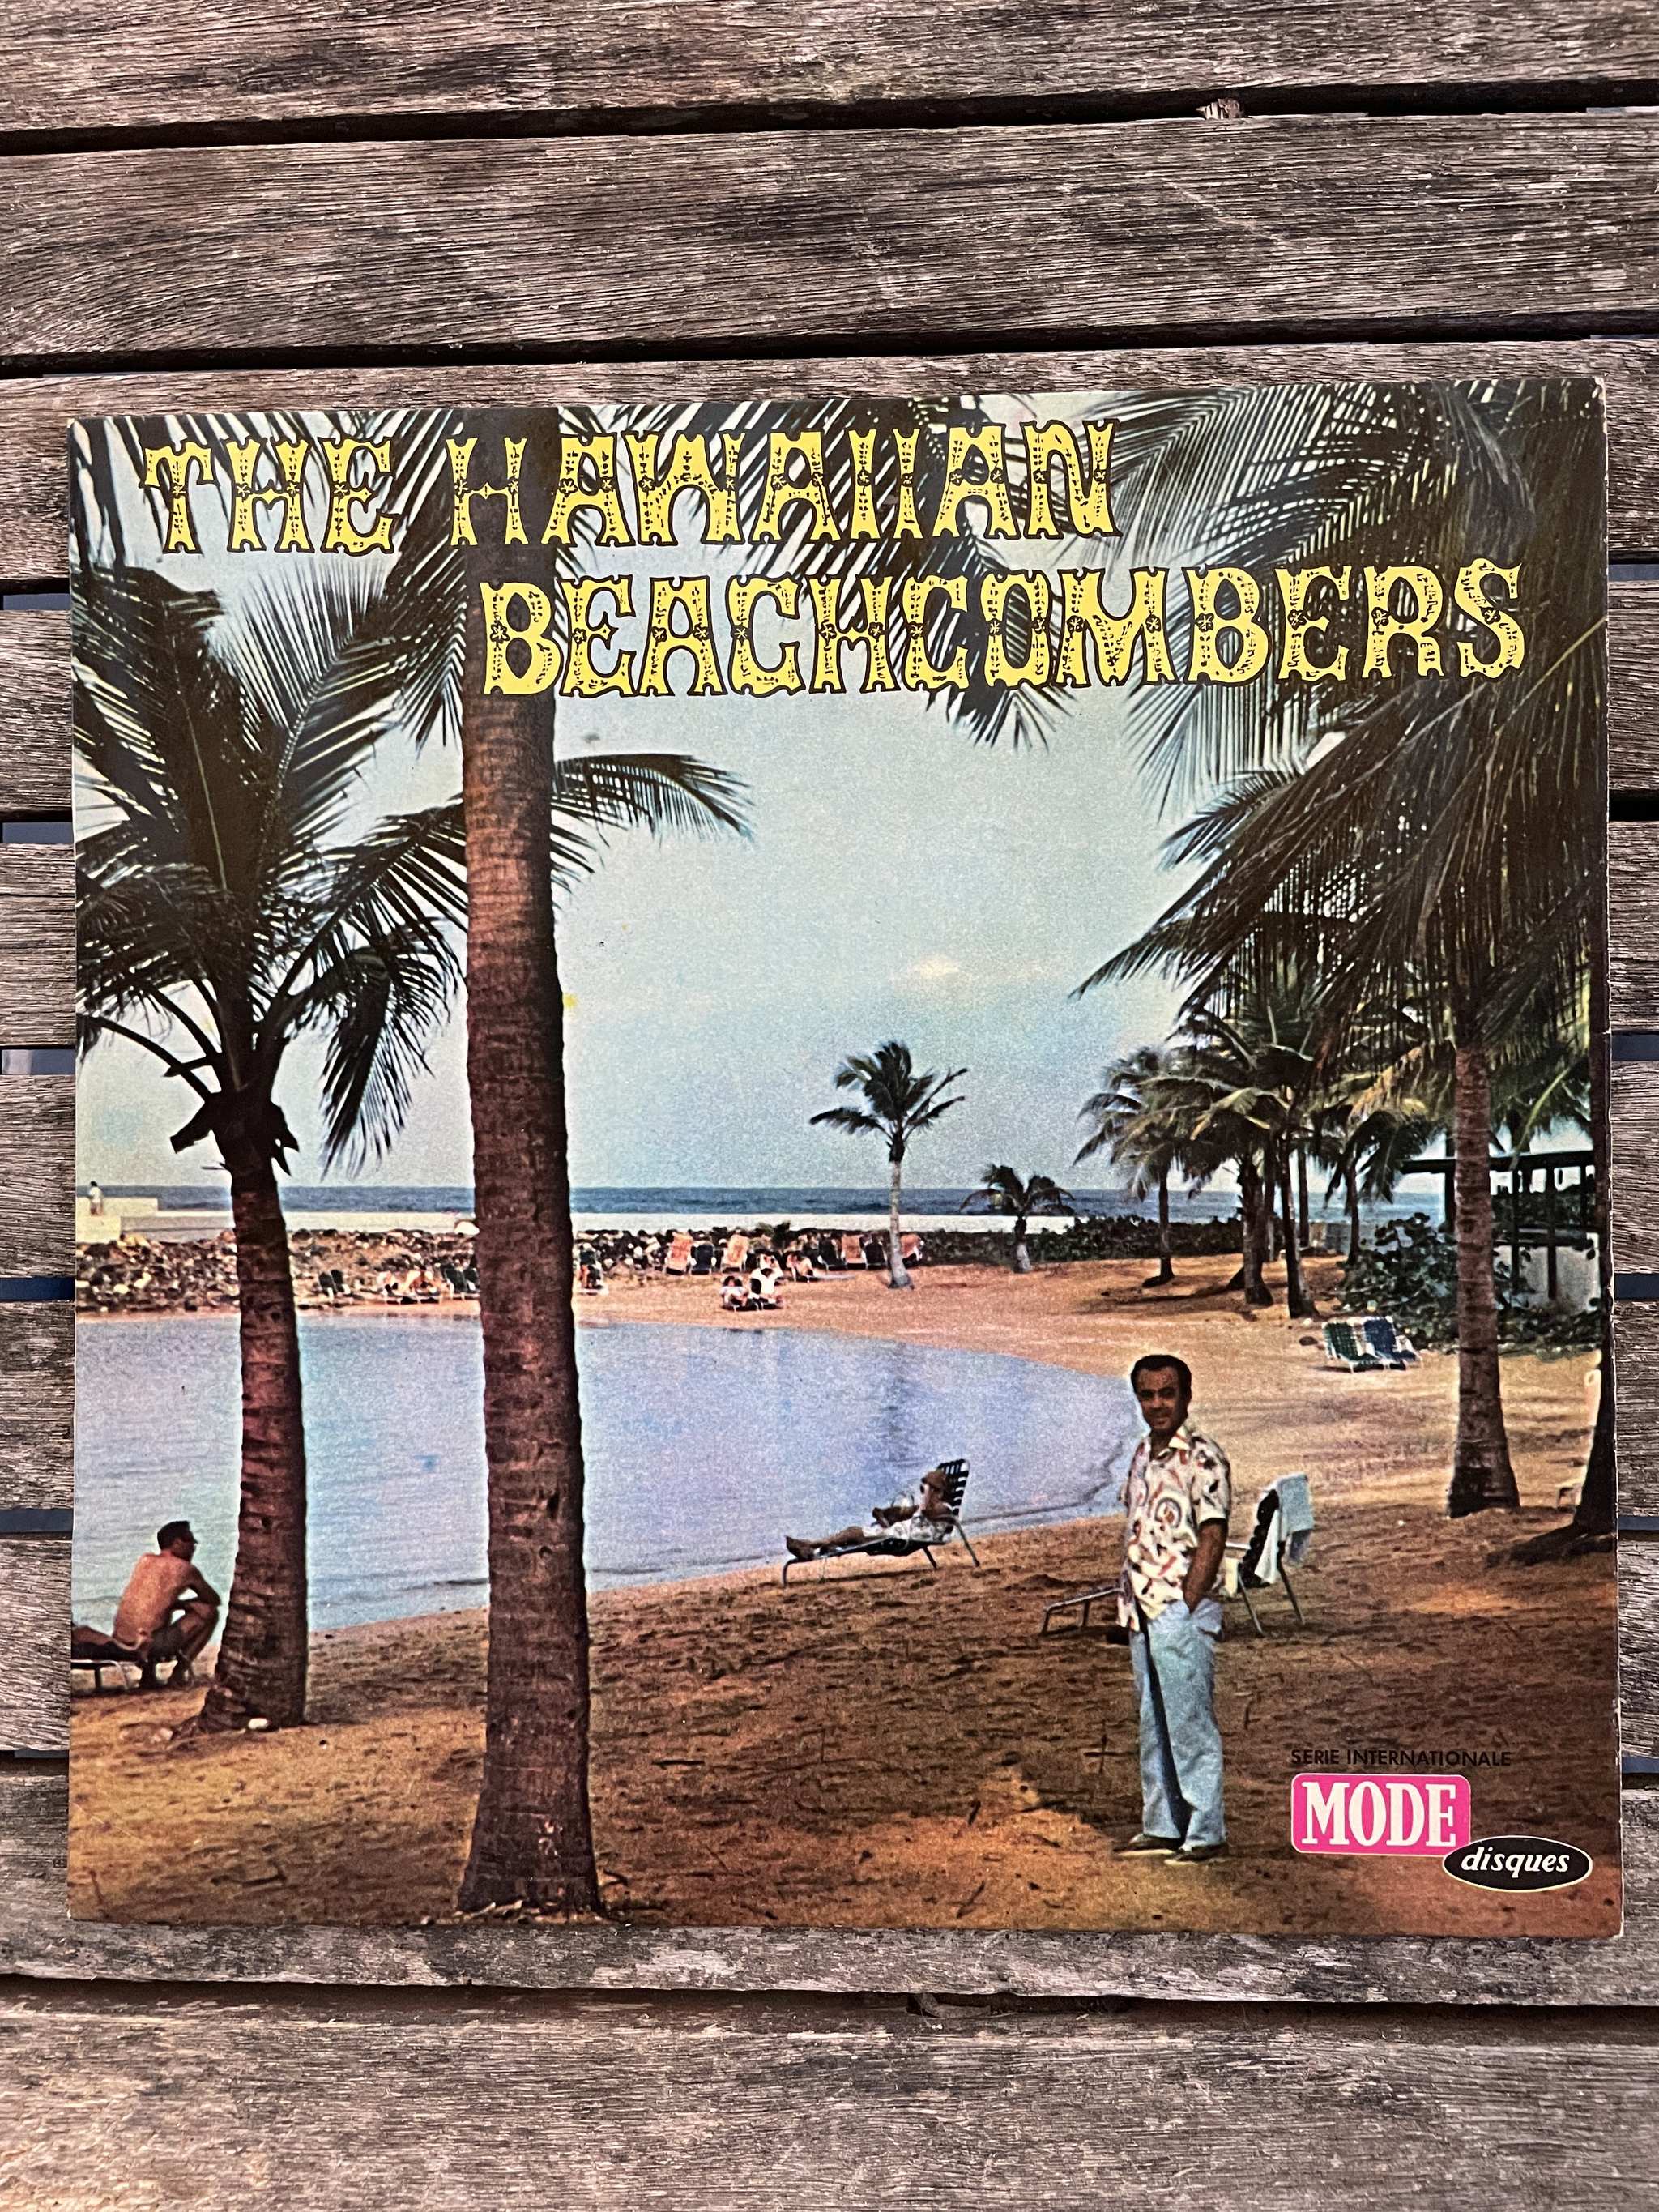 THE HAWAIIAN
BEACHCOMBERS
SERIE INTERNATIONALE
MODE
disques